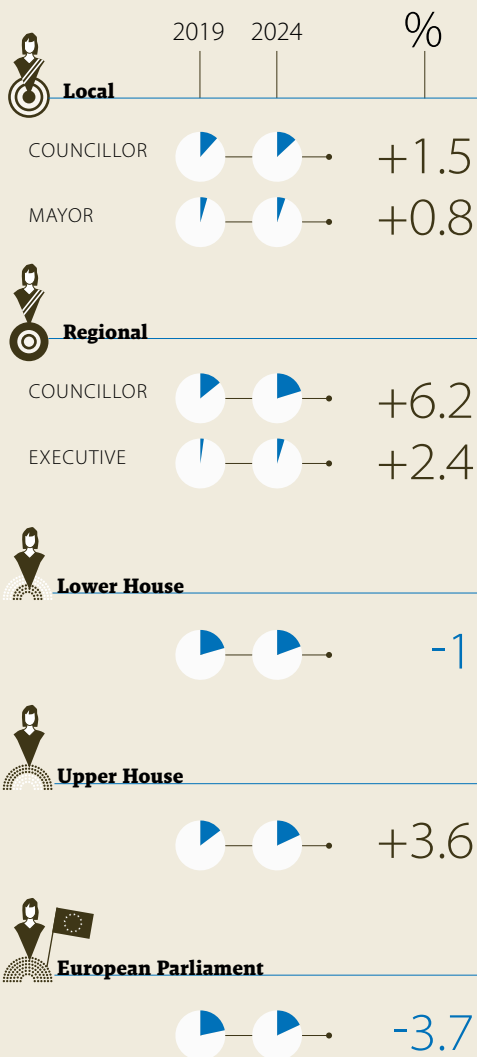 2019 2024 %
Local
COUNCILLOR +1.5
MAYOR +0.8
Regional
COUNCILLOR +6.2
EXECUTIVE +2.4
Lower House
-1
Upper House
+3.6
European Parliament
-3.7